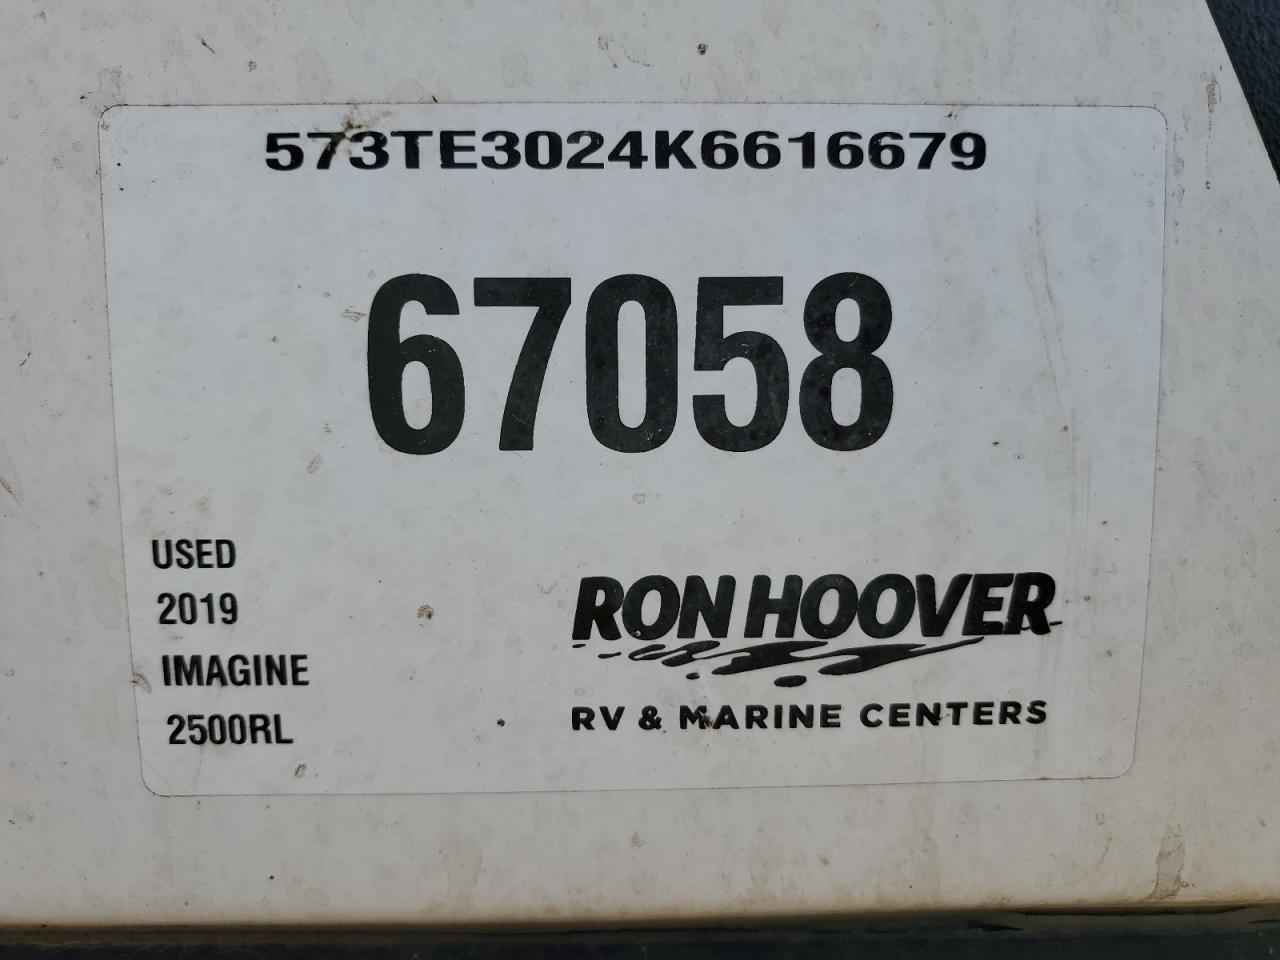 573TE3024K6616679
67058
USED
2019
IMAGINE
2500RL
RON HOOVER
RV & MARINE CENTERS